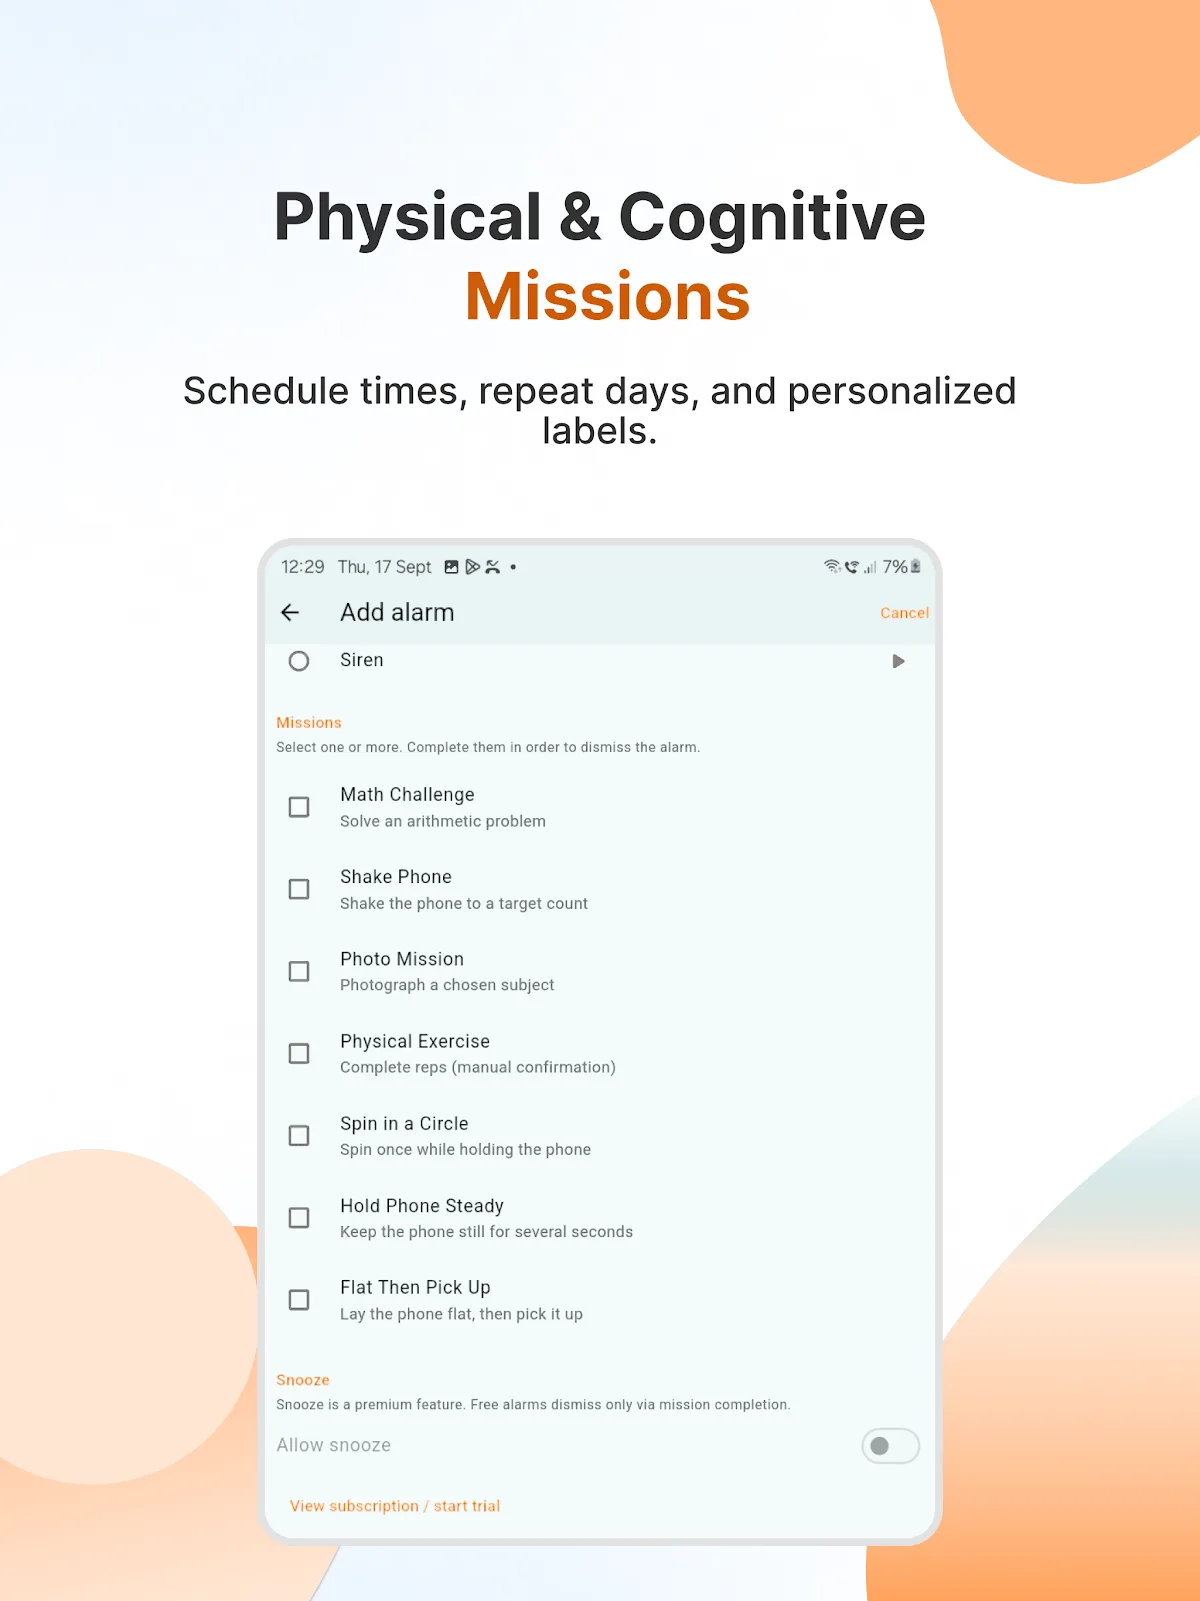 Physical & Cognitive
Missions
Schedule times, repeat days, and personalized
labels.
12:29 Thu, 17 Sept 7%
Add alarm Cancel
Siren
Missions
Select one or more. Complete them in order to dismiss the alarm.
Math Challenge
Solve an arithmetic problem
Shake Phone
Shake the phone to a target count
Photo Mission
Photograph a chosen subject
Physical Exercise
Complete reps (manual confirmation)
Spin in a Circle
Spin once while holding the phone
Hold Phone Steady
Keep the phone still for several seconds
Flat Then Pick Up
Lay the phone flat, then pick it up
Snooze
Snooze is a premium feature. Free alarms dismiss only via mission completion.
Allow snooze
View subscription / start trial